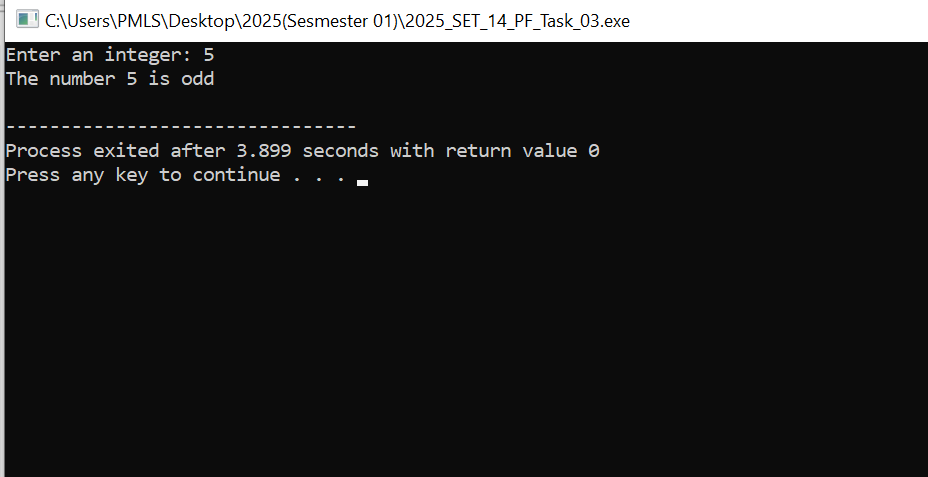 C:\Users\PMLS\Desktop\2025(Sesmester 01)\2025_SET_14_PF_Task_03.exe
Enter an integer: 5
The number 5 is odd
--------------------------------
Process exited after 3.899 seconds with return value 0
Press any key to continue . . .